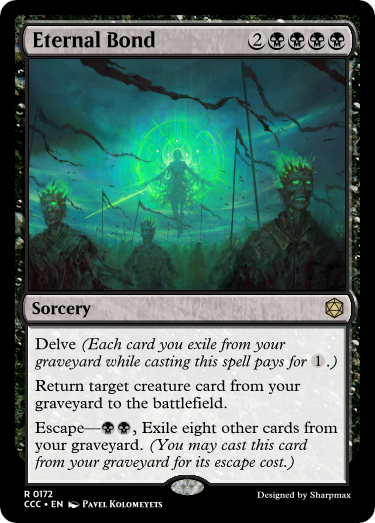 Eternal Bond 2
Sorcery
Delve (Each card you exile from your
graveyard while casting this spell pays for 1.)
Return target creature card from your
graveyard to the battlefield.
Escape—, Exile eight other cards from
your graveyard. (You may cast this card
from your graveyard for its escape cost.)
R 0172
CCC • EN Pavel Kolomeyets
Designed by Sharpmax